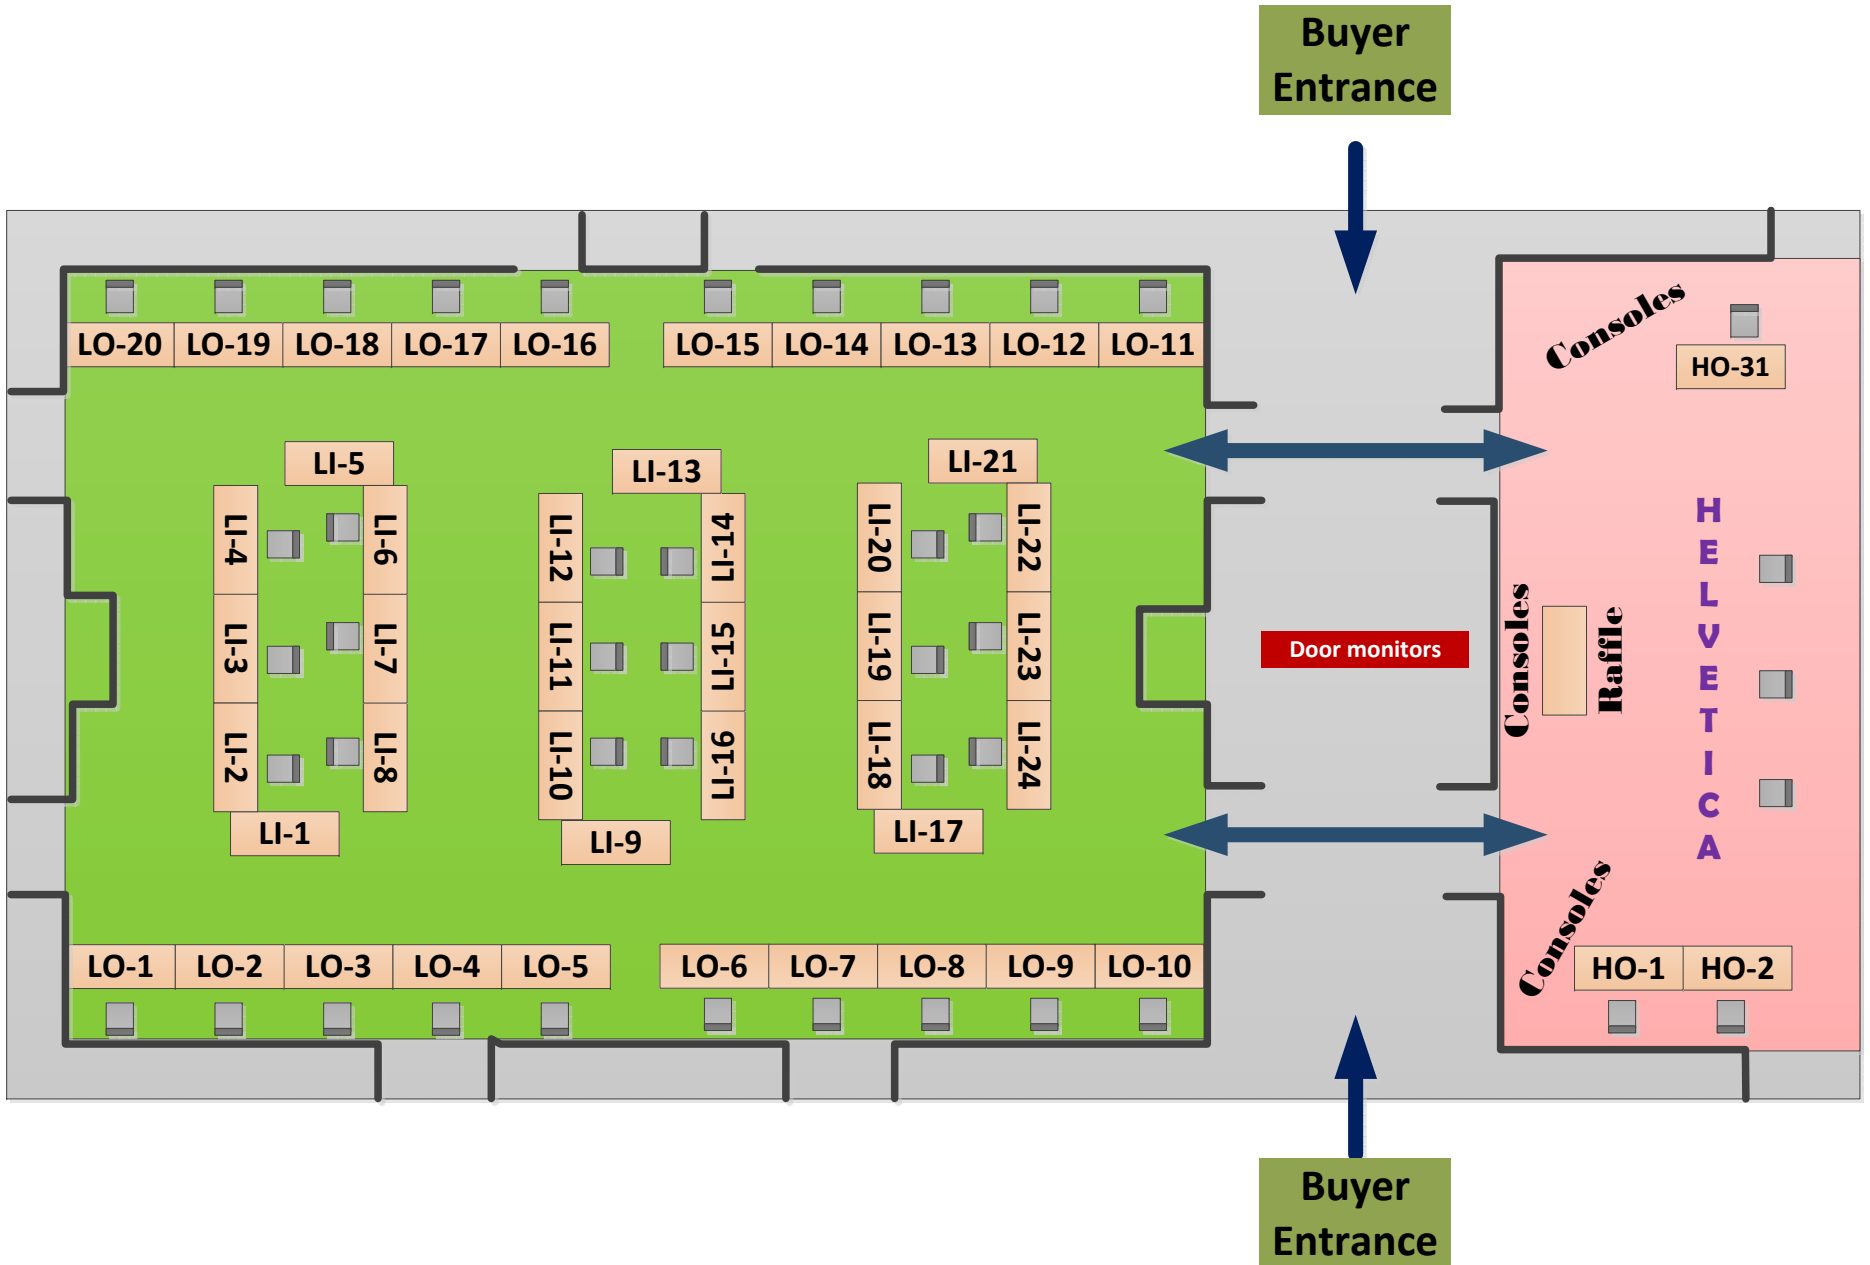 Buyer
Entrance
LO-20 LO-19 LO-18 LO-17 LO-16 LO-15 LO-14 LO-13 LO-12 LO-11
Consoles
HO-31
LI-5
LI-13
LI-21
LI-4
LI-6
LI-12
LI-14
LI-20
LI-22
LI-3
LI-7
LI-11
LI-15
LI-19
LI-23
LI-2
LI-8
LI-10
LI-16
LI-18
LI-24
LI-1
LI-9
LI-17
Door monitors
Consoles
Raffle
HELVETICA
Consoles
LO-1 LO-2 LO-3 LO-4 LO-5 LO-6 LO-7 LO-8 LO-9 LO-10
HO-1 HO-2
Buyer
Entrance